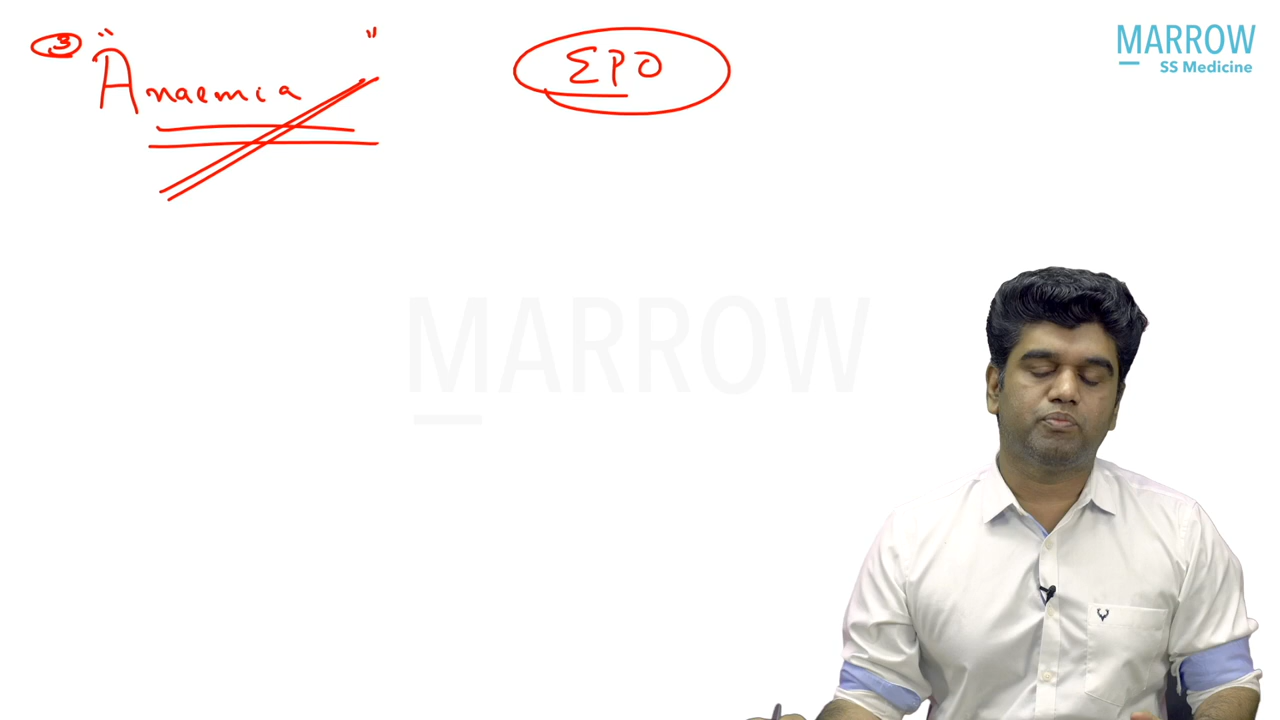 3 "Anaemia"
EPO
MARROW
SS Medicine
MARROW